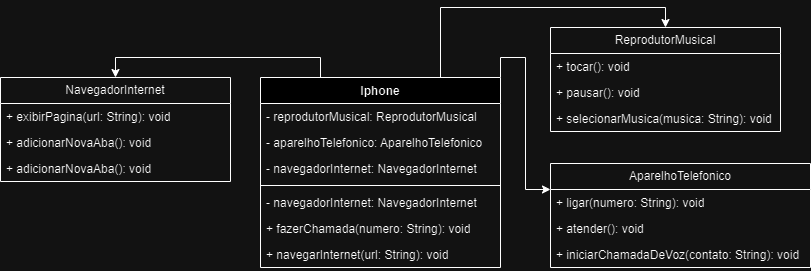 ReprodutorMusical
+ tocar(): void
+ pausar(): void
+ selecionarMusica(musica: String): void
NavegadorInternet
+ exibirPagina(url: String): void
+ adicionarNovaAba(): void
+ adicionarNovaAba(): void
Iphone
- reprodutorMusical: ReprodutorMusical
- aparelhoTelefonico: AparelhoTelefonico
- navegadorInternet: NavegadorInternet
- navegadorInternet: NavegadorInternet
+ fazerChamada(numero: String): void
+ navegarInternet(url: String): void
AparelhoTelefonico
+ ligar(numero: String): void
+ atender(): void
+ iniciarChamadaDeVoz(contato: String): void